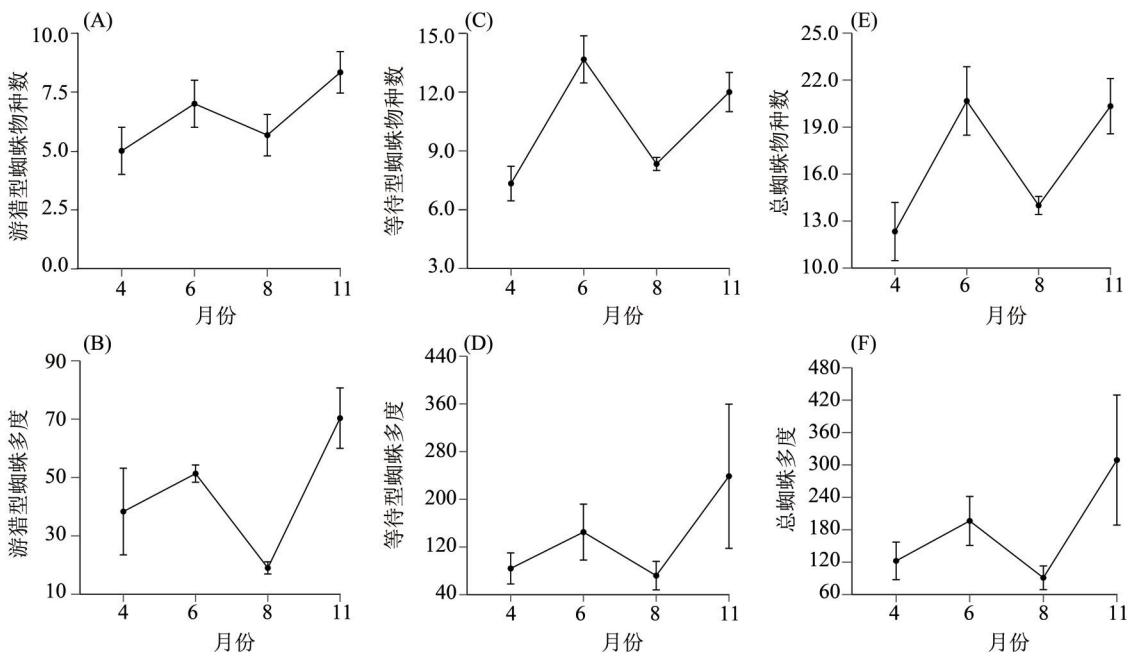 (A)
游猎型蜘蛛物种数
10.0
7.5
5.0
2.5
0.0
4 6 8 11
月份
(C)
等待型蜘蛛物种数
15.0
12.0
9.0
6.0
3.0
4 6 8 11
月份
(E)
总蜘蛛物种数
25.0
22.0
19.0
16.0
13.0
10.0
4 6 8 11
月份
(B)
游猎型蜘蛛多度
90
70
50
30
10
4 6 8 11
月份
(D)
等待型蜘蛛多度
440
360
280
200
120
40
4 6 8 11
月份
(F)
总蜘蛛多度
480
420
360
300
240
180
120
60
4 6 8 11
月份